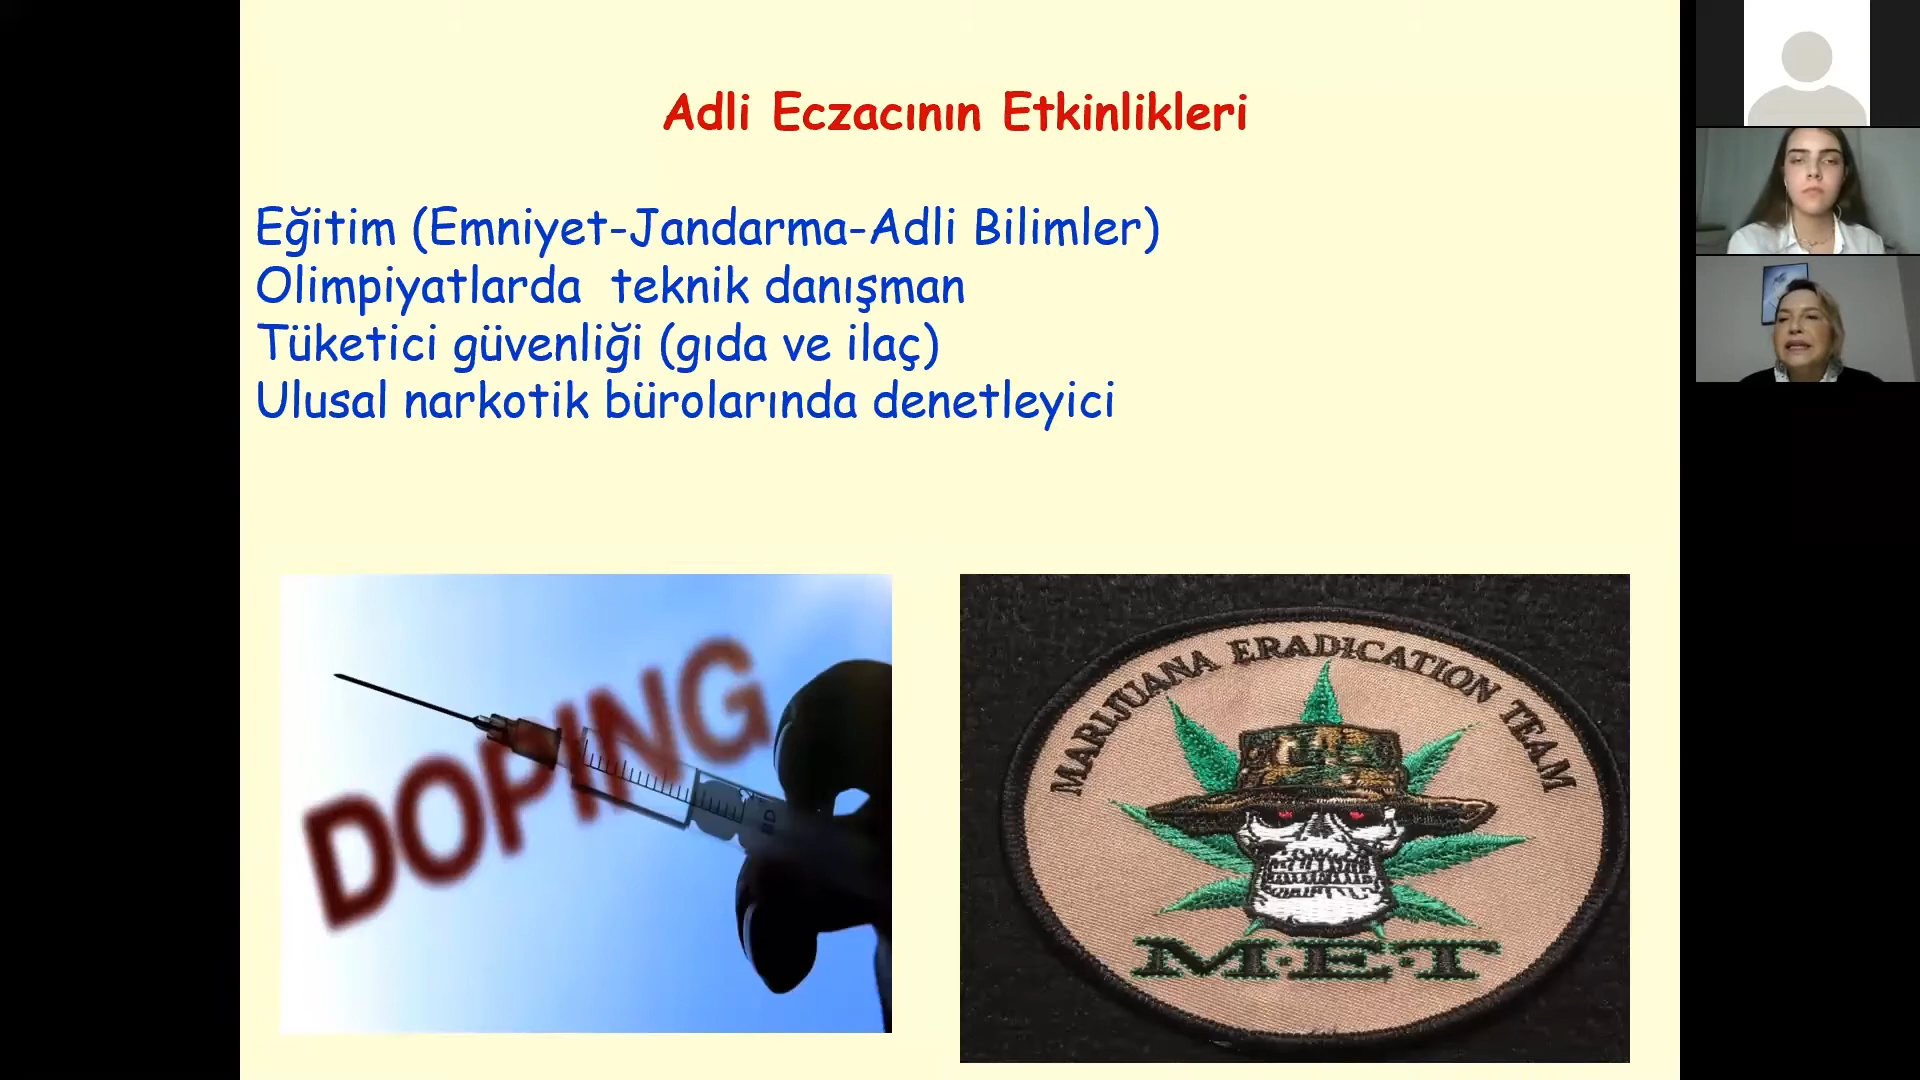 Adli Eczacının Etkinlikleri
Eğitim (Emniyet-Jandarma-Adli Bilimler)
Olimpiyatlarda teknik danışman
Tüketici güvenliği (gıda ve ilaç)
Ulusal narkotik bürolarında denetleyici
DOPING
BD
MARIJUANA ERADICATION TEAM
M·E·T